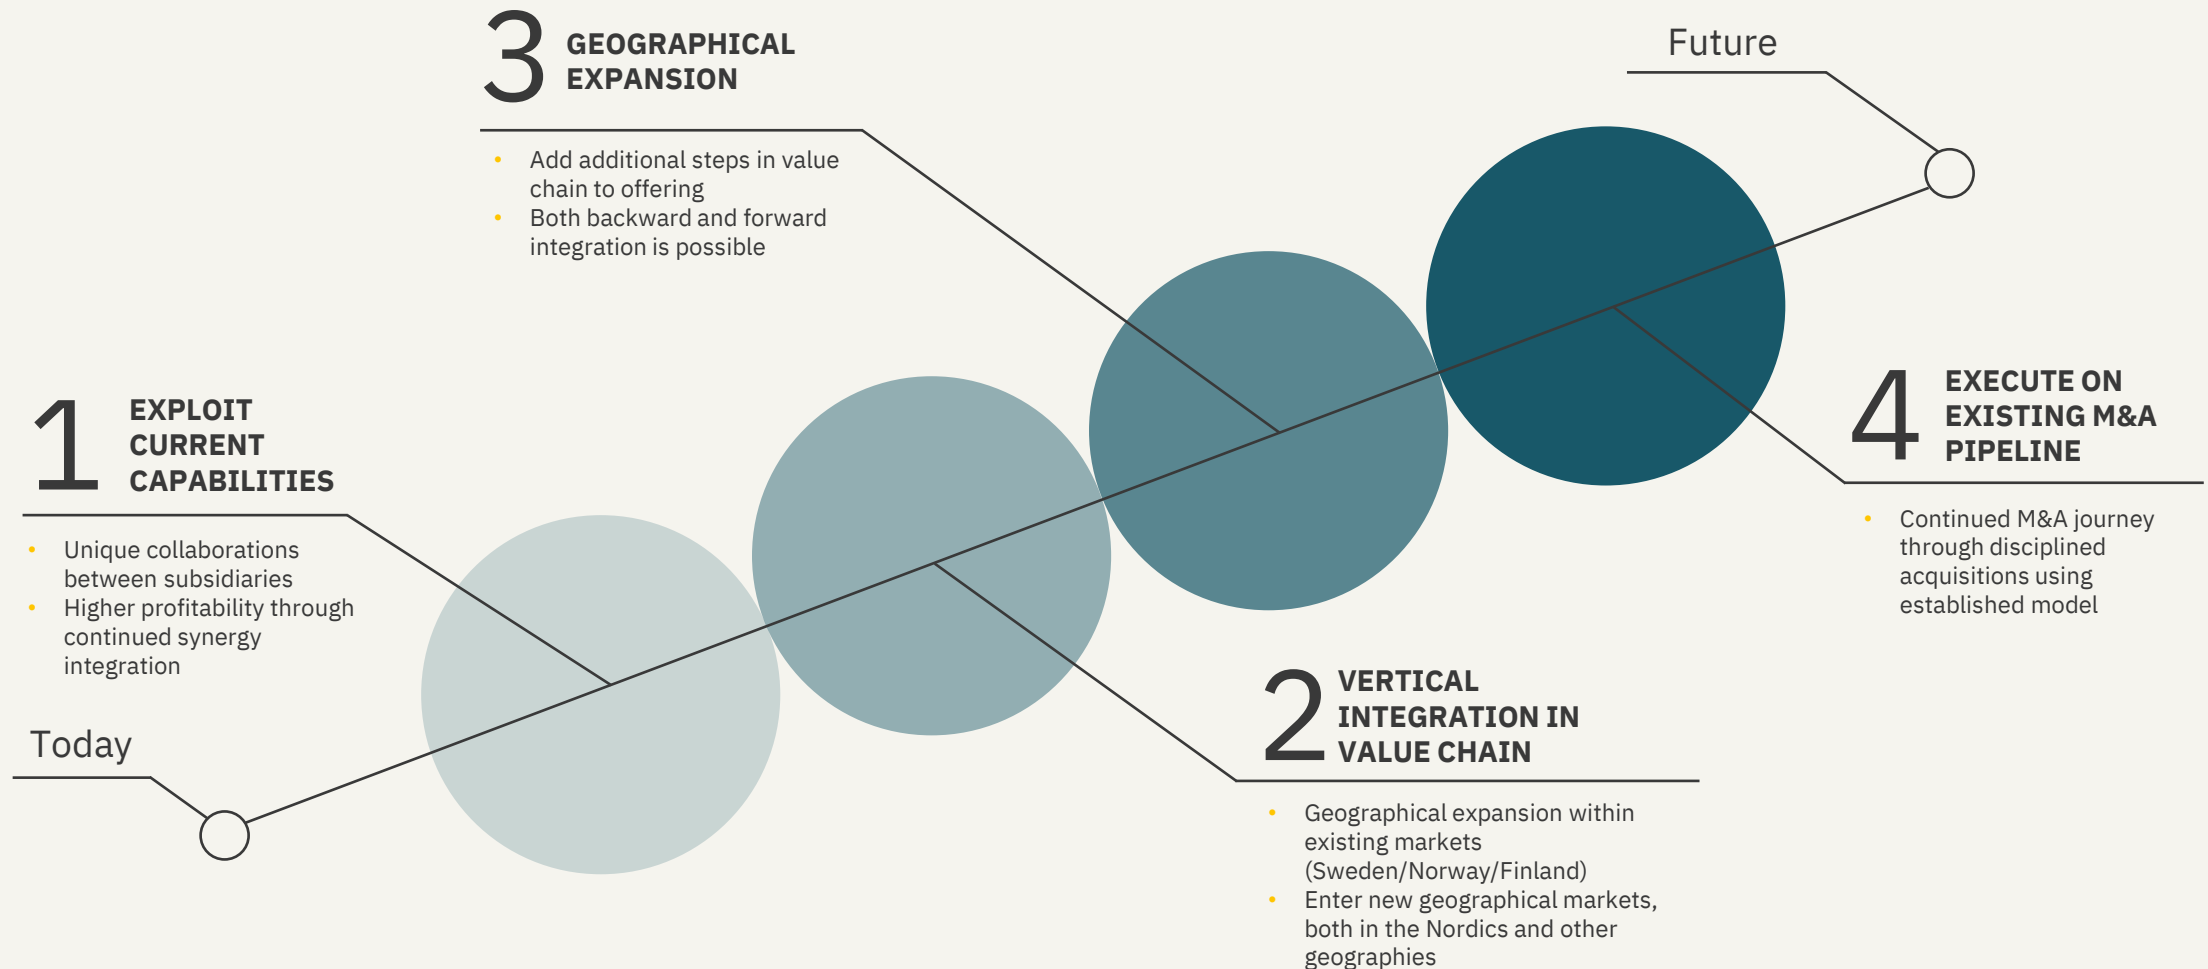 3 GEOGRAPHICAL
EXPANSION
• Add additional steps in value
chain to offering
• Both backward and forward
integration is possible
Future
1 EXPLOIT
CURRENT
CAPABILITIES
• Unique collaborations
between subsidiaries
• Higher profitability through
continued synergy
integration
Today
4 EXECUTE ON
EXISTING M&A
PIPELINE
• Continued M&A journey
through disciplined
acquisitions using
established model
2 VERTICAL
INTEGRATION IN
VALUE CHAIN
• Geographical expansion within
existing markets
(Sweden/Norway/Finland)
• Enter new geographical markets,
both in the Nordics and other
geographies